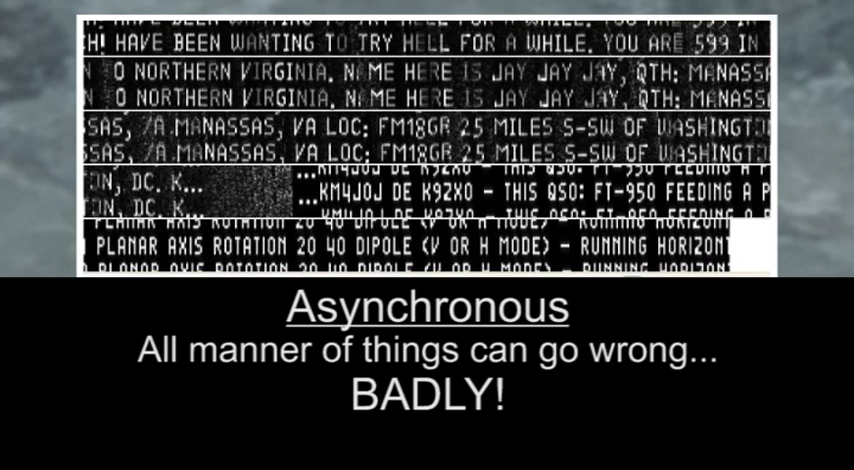 H! HAVE BEEN WANTING TO TRY HELL FOR A WHILE. YOU ARE 599 IN
N O NORTHERN VIRGINIA. NAME HERE IS JAY JAY JAY, QTH: MANASSA
N O NORTHERN VIRGINIA. NAME HERE IS JAY JAY JAY, QTH: MANASSA
SAS, VA MANASSAS, VA LOC: FM18GR 25 MILES S-SW OF WASHINGTON
SAS, VA MANASSAS, VA LOC: FM18GR 25 MILES S-SW OF WASHINGTON
ON, DC. K...
ON, DC. K...
...KM4JOJ DE K9ZXO - THIS QSO: FT-950 FEEDING A P
PLANAR AXIS ROTATION 20 40 DIPOLE (V OR H MODE) - RUNNING HORIZONT
Asynchronous
All manner of things can go wrong...
BADLY!